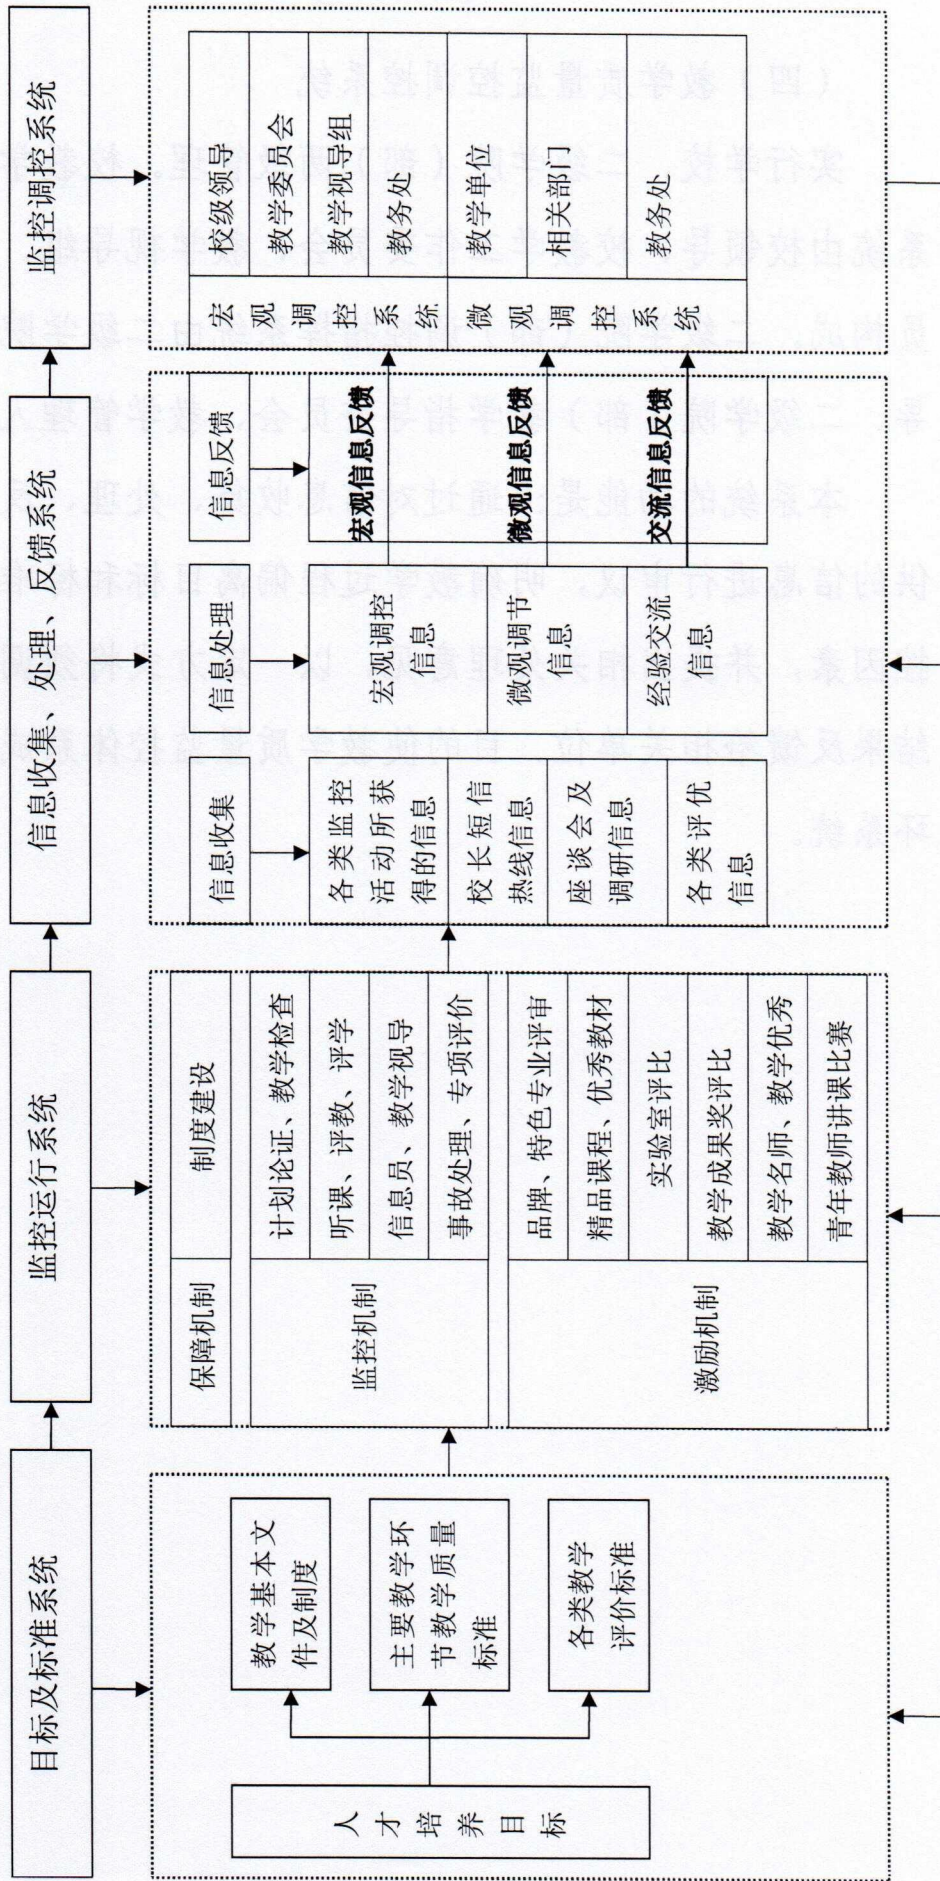 目标及标准系统
监控运行系统
信息收集、处理、反馈系统
监控调控系统
人才培养目标
教学基本文
件及制度
主要教学环
节教学质量
标准
各类教学
评价标准
保障机制
制度建设
监控机制
计划论证、教学检查
听课、评教、评学
信息员、教学视导
事故处理、专项评价
激励机制
品牌、特色专业评审
精品课程、优秀教材
实验室评比
教学成果奖评比
教学名师、教学优秀
青年教师讲课比赛
信息收集
各类监控
活动所获
得的信息
校长短信
热线信息
座谈会及
调研信息
各类评优
信息
信息处理
宏观调控
信息
微观调节
信息
经验交流
信息
信息反馈
宏观信息反馈
微观信息反馈
交流信息反馈
宏观调控系统
校级领导
教学委员会
教学视导组
教务处
微观调控系统
教学单位
相关部门
教务处